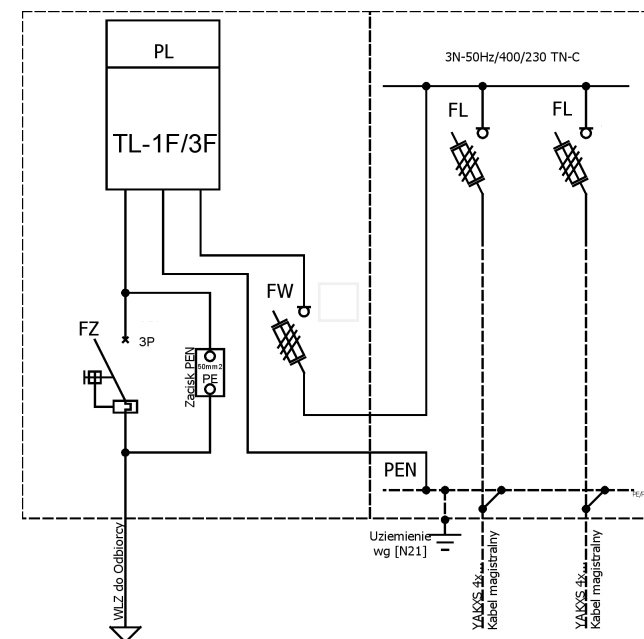 PL
3N-50Hz/400/230 TN-C
FL
FL
TL-1F/3F
FW
FZ
3P
Zacisk PEN
50mm2
PE
PEN
Uziemienie
wg [N21]
WLZ do Odbiorcy
YAKXS 4x...
Kabel magistralny
YAKXS 4x...
Kabel magistralny